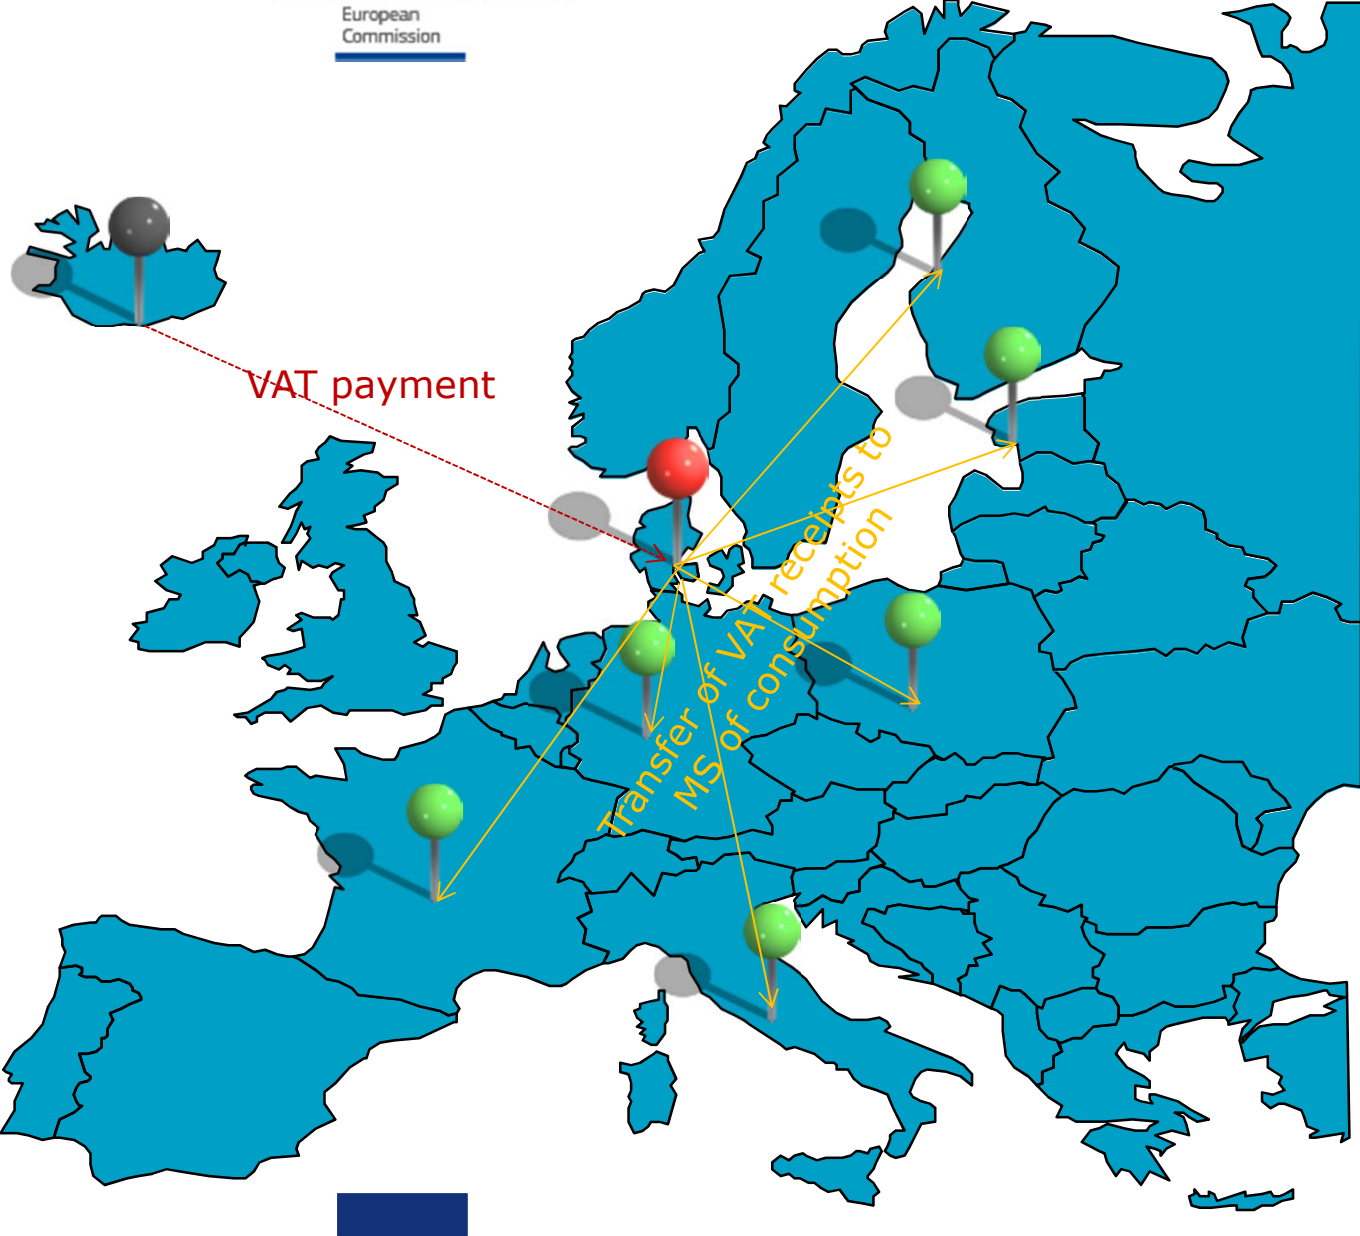 European
Commission
VAT payment
Transfer of VAT receipts to
MS of consumption